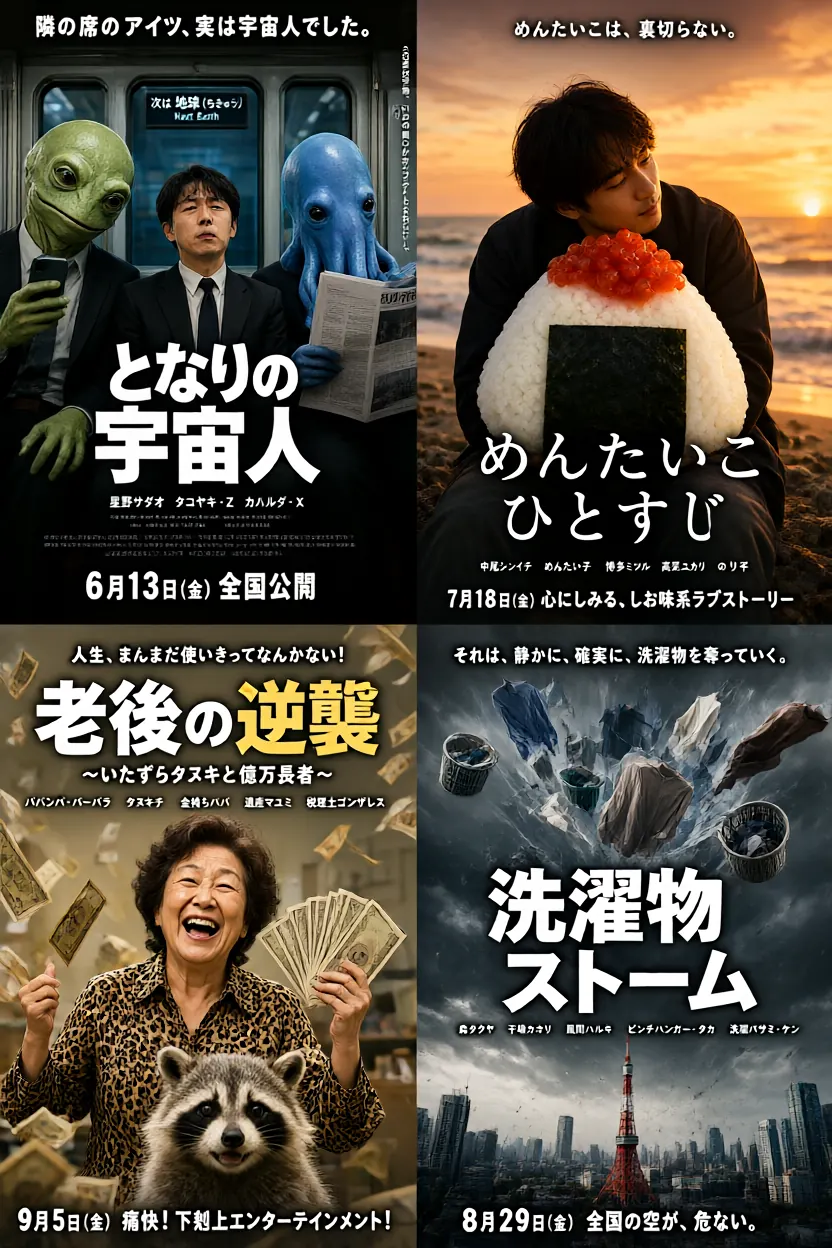 隣の席のアイツ、実は宇宙人でした。
次は 地球(ちきゅう)
Next Earth
となりの
宇宙人
星野サダオ タコヤキ・Z カハルダ・X
6月13日(金) 全国公開
めんたいこは、裏切らない。
めんたいこ
ひとすじ
中尾シンイチ めんたい子 博多ミツル 高菜ユカリ のり平
7月18日(金) 心にしみる、しお味系ラブストーリー
人生、まんまだ使いきってなんかない!
老後の逆襲
〜いたずらタヌキと億万長者〜
ババンバ・バーバラ タヌキチ 金持ちババ 遺産マユミ 税理士ゴンザレス
9月5日(金) 痛快! 下剋上エンターテインメント!
それは、静かに、確実に、洗濯物を奪っていく。
洗濯物
ストーム
タクヤ 干場カオリ 風間ハルキ ピンチハンガー・タカ 洗濯バサミ・ケン
8月29日(金) 全国の空が、危ない。